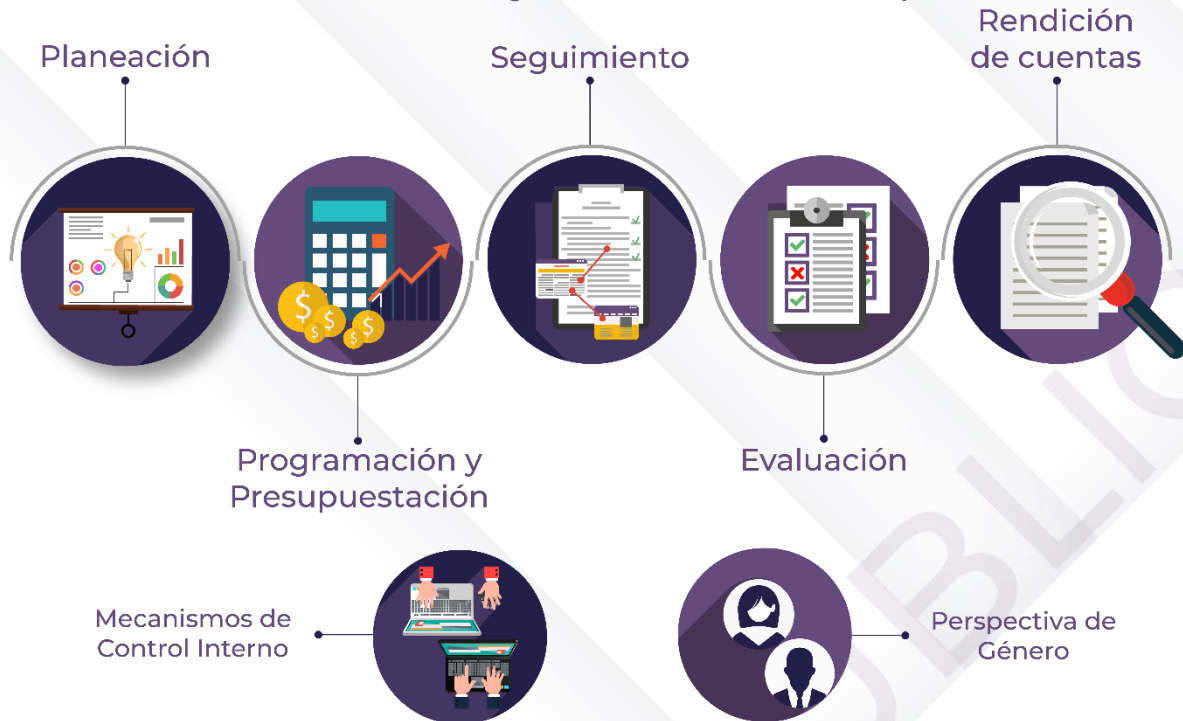 Planeación
Seguimiento
Rendición
de cuentas
Programación y
Presupuestación
Evaluación
Mecanismos de
Control Interno
Perspectiva de
Género